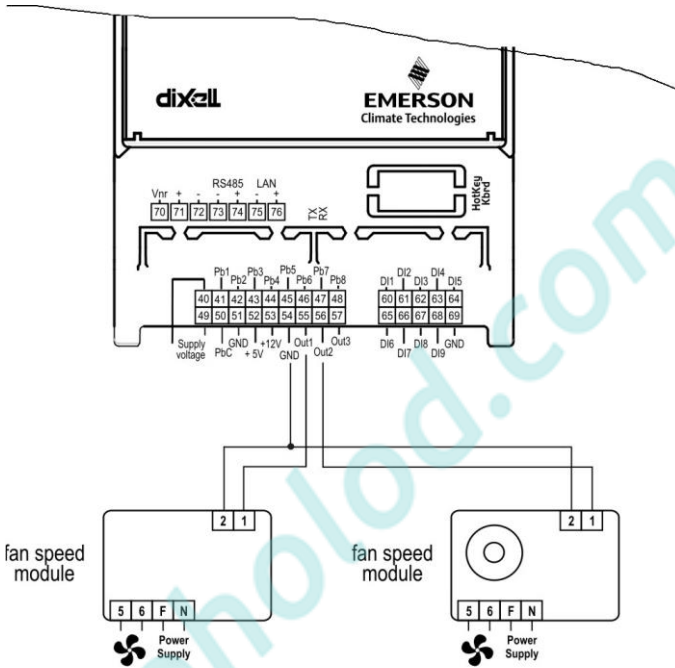 dixell
EMERSON
Climate Technologies
HotKey
Kbrd
RS485 LAN
Vnr + - - + - +
70 71 72 73 74 75 76
TX
RX
Pb1 Pb3 Pb5 Pb7
Pb2 Pb4 Pb6 Pb8
DI2 DI4
DI1 DI3 DI5
40 41 42 43 44 45 46 47 48
60 61 62 63 64
49 50 51 52 53 54 55 56 57
65 66 67 68 69
Supply
voltage
PbC
GND
+ 5V
+12V
GND
Out1
Out2
Out3
DI6 DI8 GND
DI7 DI9
2 1
2 1
fan speed
module
fan speed
module
5 6 F N
5 6 F N
Power
Supply
Power
Supply
aholod.com